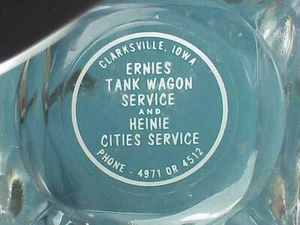 CLARKSVILLE, IOWA
ERNIES
TANK WAGON
SERVICE
AND
HEINIE
CITIES SERVICE
PHONE - 4971 OR 4512